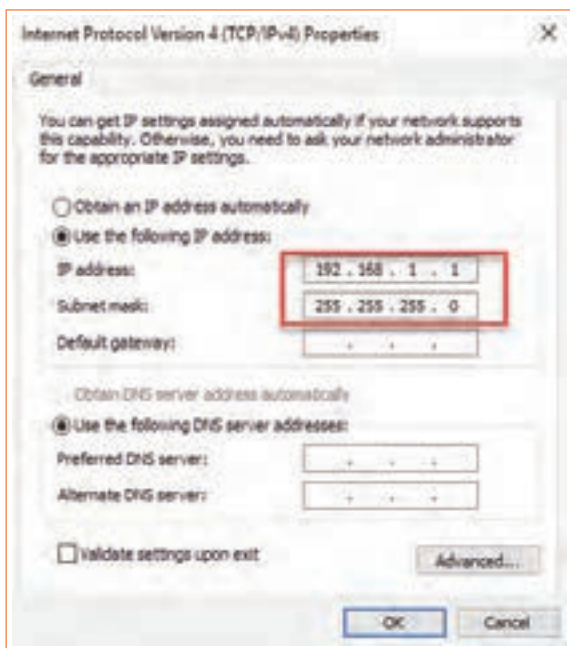 Internet Protocol Version 4 (TCP/IPv4) Properties
General
You can get IP settings assigned automatically if your network supports
this capability. Otherwise, you need to ask your network administrator
for the appropriate IP settings.
Obtain an IP address automatically
Use the following IP address:
IP address: 192 . 168 . 1 . 1
Subnet mask: 255 . 255 . 255 . 0
Default gateway: . . .
Obtain DNS server address automatically
Use the following DNS server addresses:
Preferred DNS server: . . .
Alternate DNS server: . . .
Validate settings upon exit
Advanced...
OK Cancel